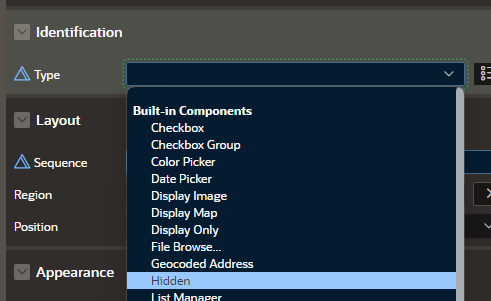 Identification
Type
Built-in Components
Checkbox
Checkbox Group
Color Picker
Date Picker
Display Image
Display Map
Display Only
File Browse...
Geocoded Address
Hidden
List Manager
Layout
Sequence
Region
Position
Appearance